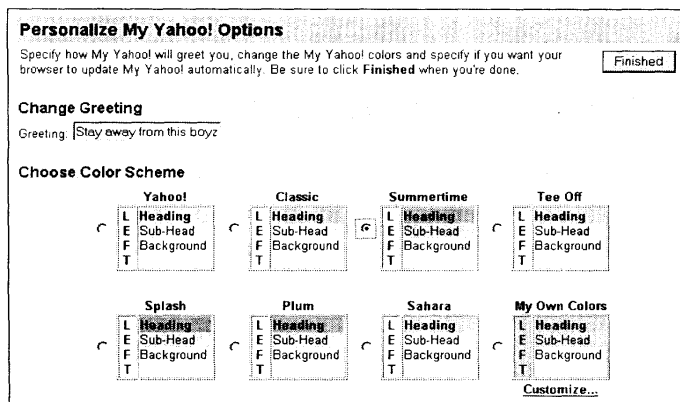 Personalize My Yahoo! Options
Specify how My Yahoo! will greet you, change the My Yahoo! colors and specify if you want your
browser to update My Yahoo! automatically. Be sure to click Finished when you're done.
Finished
Change Greeting
Greeting: Stay away from this boyz
Choose Color Scheme
Yahoo! Classic Summertime Tee Off
L Heading L Heading L Heading L Heading
E Sub-Head E Sub-Head E Sub-Head E Sub-Head
F Background F Background F Background F Background
T T T T
Splash Plum Sahara My Own Colors
L Heading L Heading L Heading L Heading
E Sub-Head E Sub-Head E Sub-Head E Sub-Head
F Background F Background F Background F Background
T T T T
Customize...